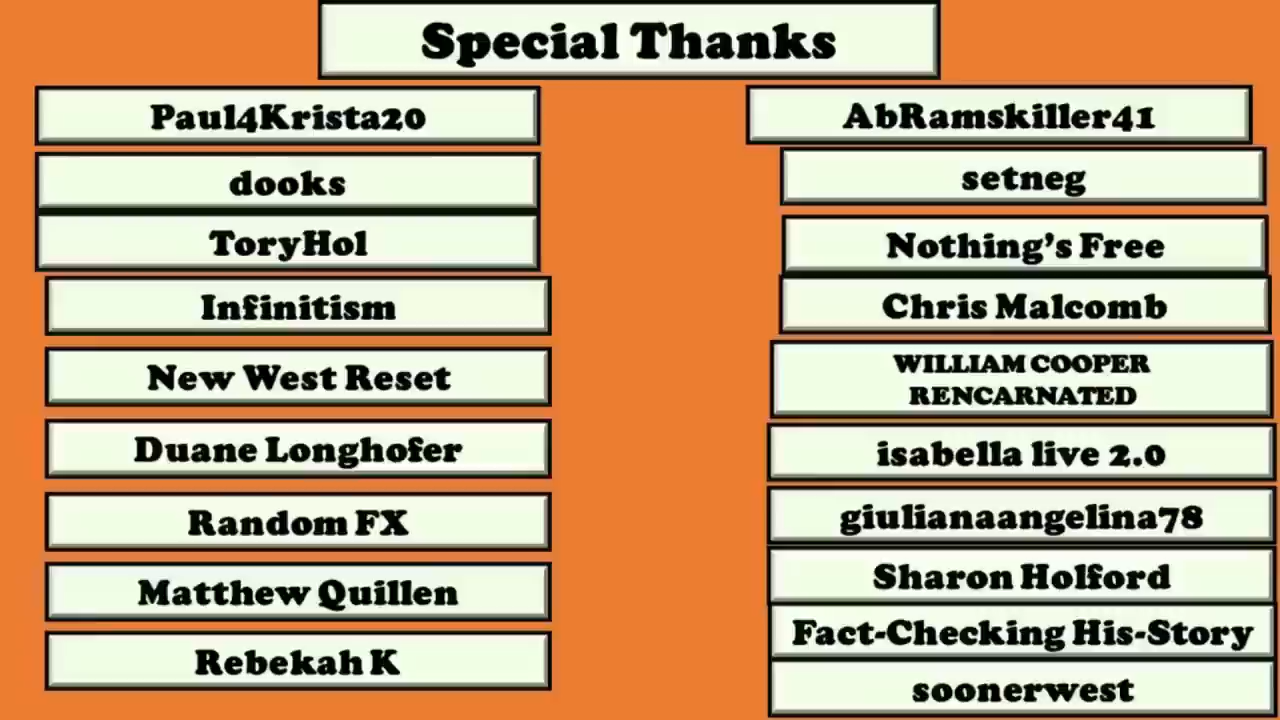 Special Thanks
Paul4Krista20
dooks
ToryHol
Infinitism
New West Reset
Duane Longhofer
Random FX
Matthew Quillen
Rebekah K
AbRamskiller41
setneg
Nothing's Free
Chris Malcomb
WILLIAM COOPER
RENCARNATED
isabella live 2.0
giulianaangelina78
Sharon Holford
Fact-Checking His-Story
soonerwest